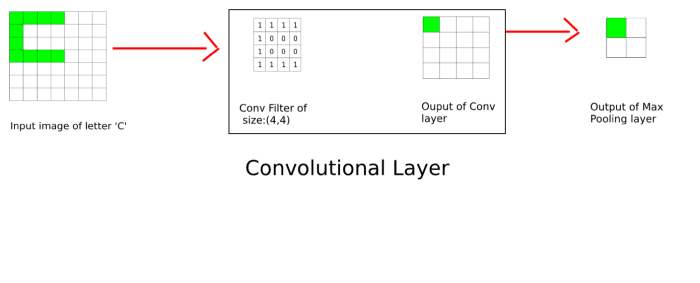 1 1 1 1
1 0 0 0
1 0 0 0
1 1 1 1
Input image of letter 'C'
Conv Filter of
size:(4,4)
Ouput of Conv
layer
Output of Max
Pooling layer
Convolutional Layer